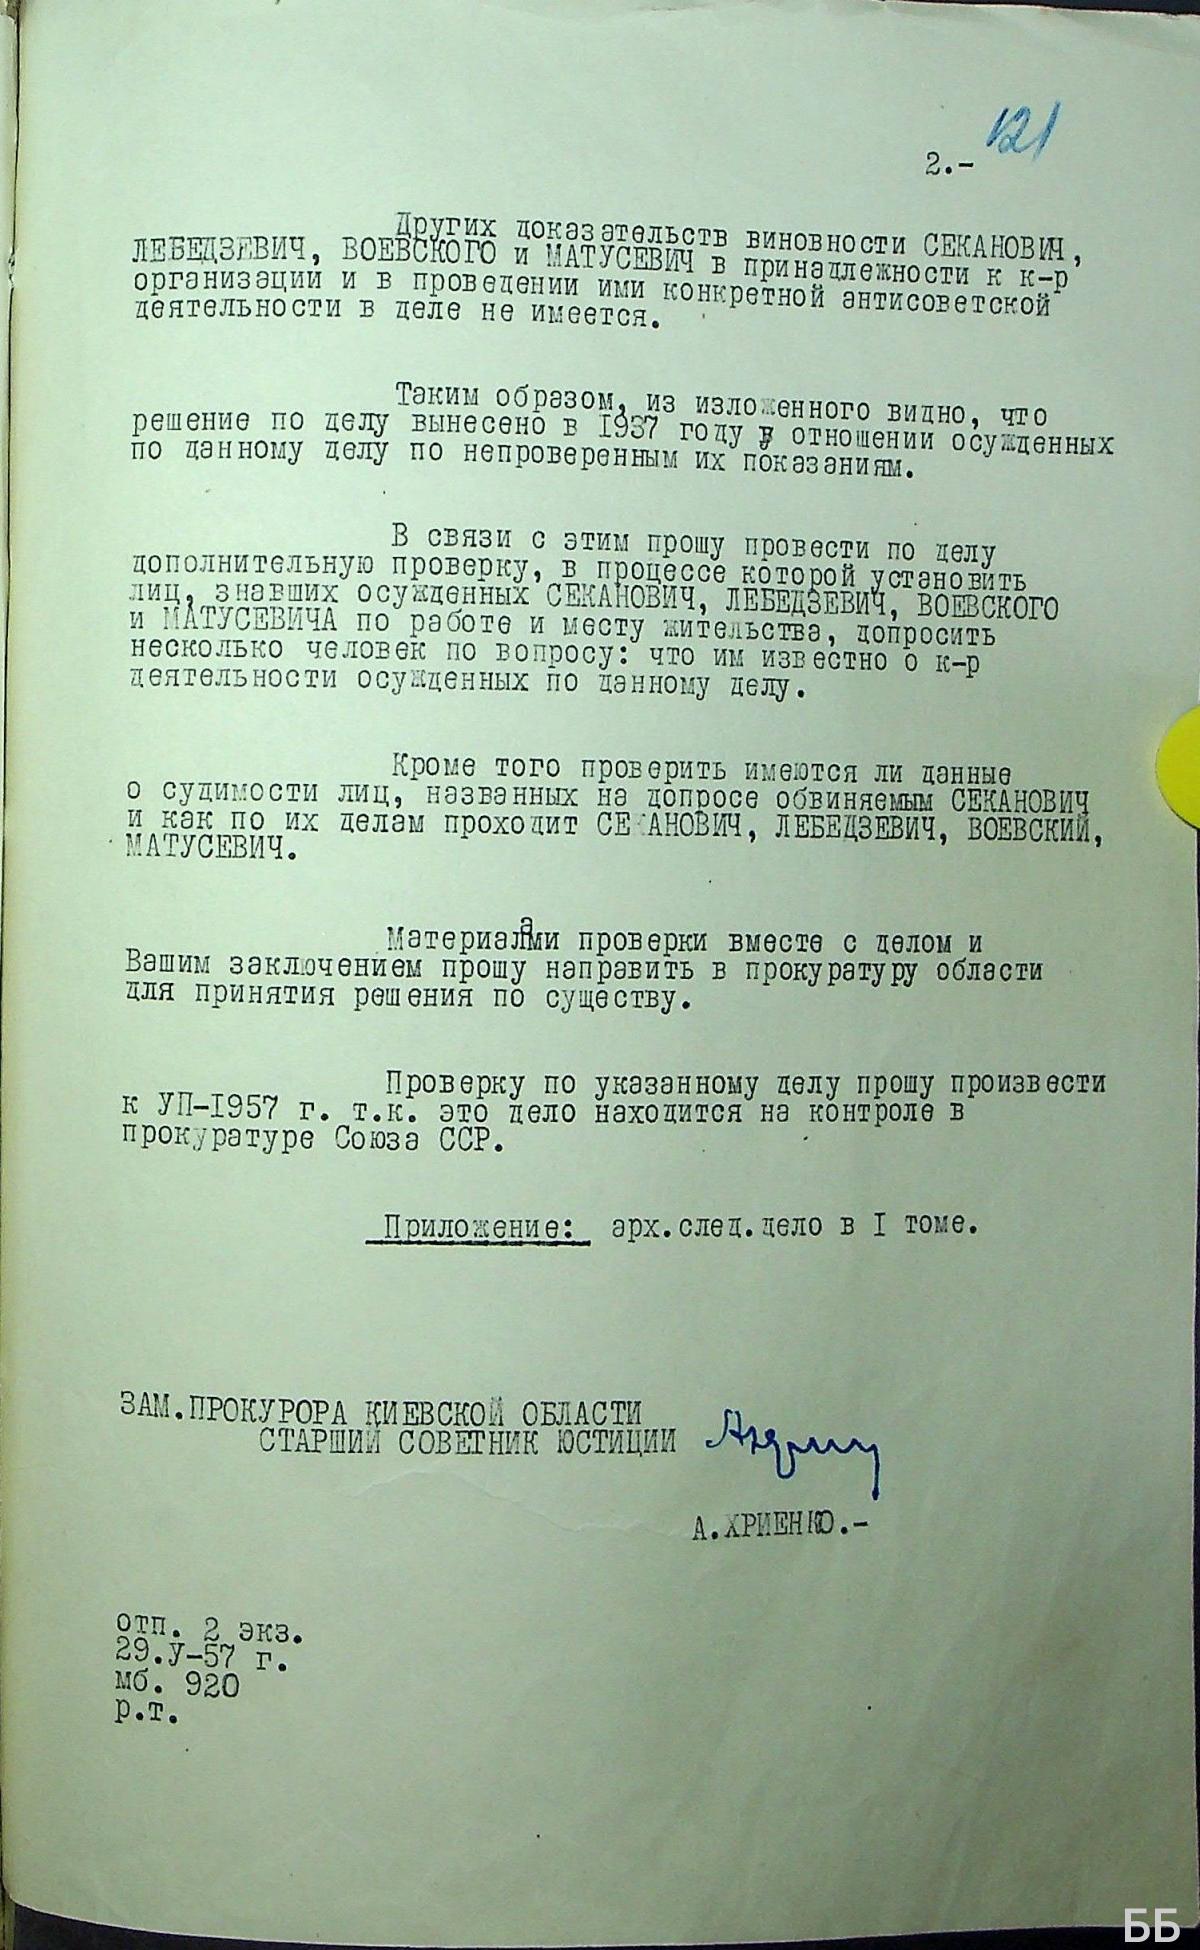 121
2.-
Других доказательств виновности СЕКАНОВИЧ,
ЛЕБЕДЗЕВИЧ, ВОЕВСКОГО и МАТУСЕВИЧ в принадлежности к к-р
организации и в проведении ими конкретной антисоветской
деятельности в деле не имеется.
Таким образом, из изложенного видно, что
решение по делу вынесено в 1937 году в отношении осужденных
по данному делу по непроверенным их показаниям.
В связи с этим прошу провести по делу
дополнительную проверку, в процессе которой установить
лиц, знавших осужденных СЕКАНОВИЧ, ЛЕБЕДЗЕВИЧ, ВОЕВСКОГО
и МАТУСЕВИЧА по работе и месту жительства, допросить
несколько человек по вопросу: что им известно о к-р
деятельности осужденных по данному делу.
Кроме того проверить имеются ли данные
о судимости лиц, названных на допросе обвиняемым СЕКАНОВИЧ
и как по их делам проходит СЕКАНОВИЧ, ЛЕБЕДЗЕВИЧ, ВОЕВСКИЙ,
МАТУСЕВИЧ.
Материалами проверки вместе с делом и
Вашим заключением прошу направить в прокуратуру области
для принятия решения по существу.
Проверку по указанному делу прошу произвести
к УП-1957 г. т.к. это дело находится на контроле в
прокуратуре Союза ССР.
Приложение: арх.след.дело в I томе.
ЗАМ.ПРОКУРОРА КИЕВСКОЙ ОБЛАСТИ
СТАРШИЙ СОВЕТНИК ЮСТИЦИИ
А.ХРИЕНКО.-
отп. 2 экз.
29.У-57 г.
мб. 920
р.т.
ББ